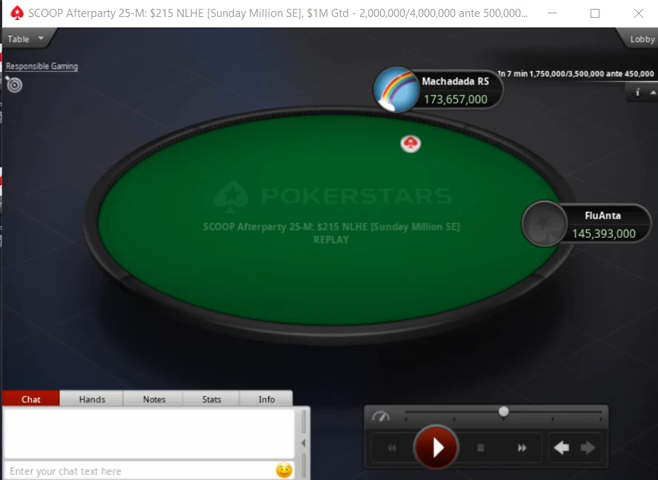 SCOOP Afterparty 25-M: $215 NLHE [Sunday Million SE], $1M Gtd - 2,000,000/4,000,000 ante 500,000...
Table
Lobby
Responsible Gaming
In 7 min 1,750,000/3,500,000 ante 450,000
Machadada RS
173,657,000
i
POKERSTARS
FluAnta
145,393,000
SCOOP Afterparty 25-M: $215 NLHE [Sunday Million SE]
REPLAY
Chat Hands Notes Stats Info
Enter your chat text here